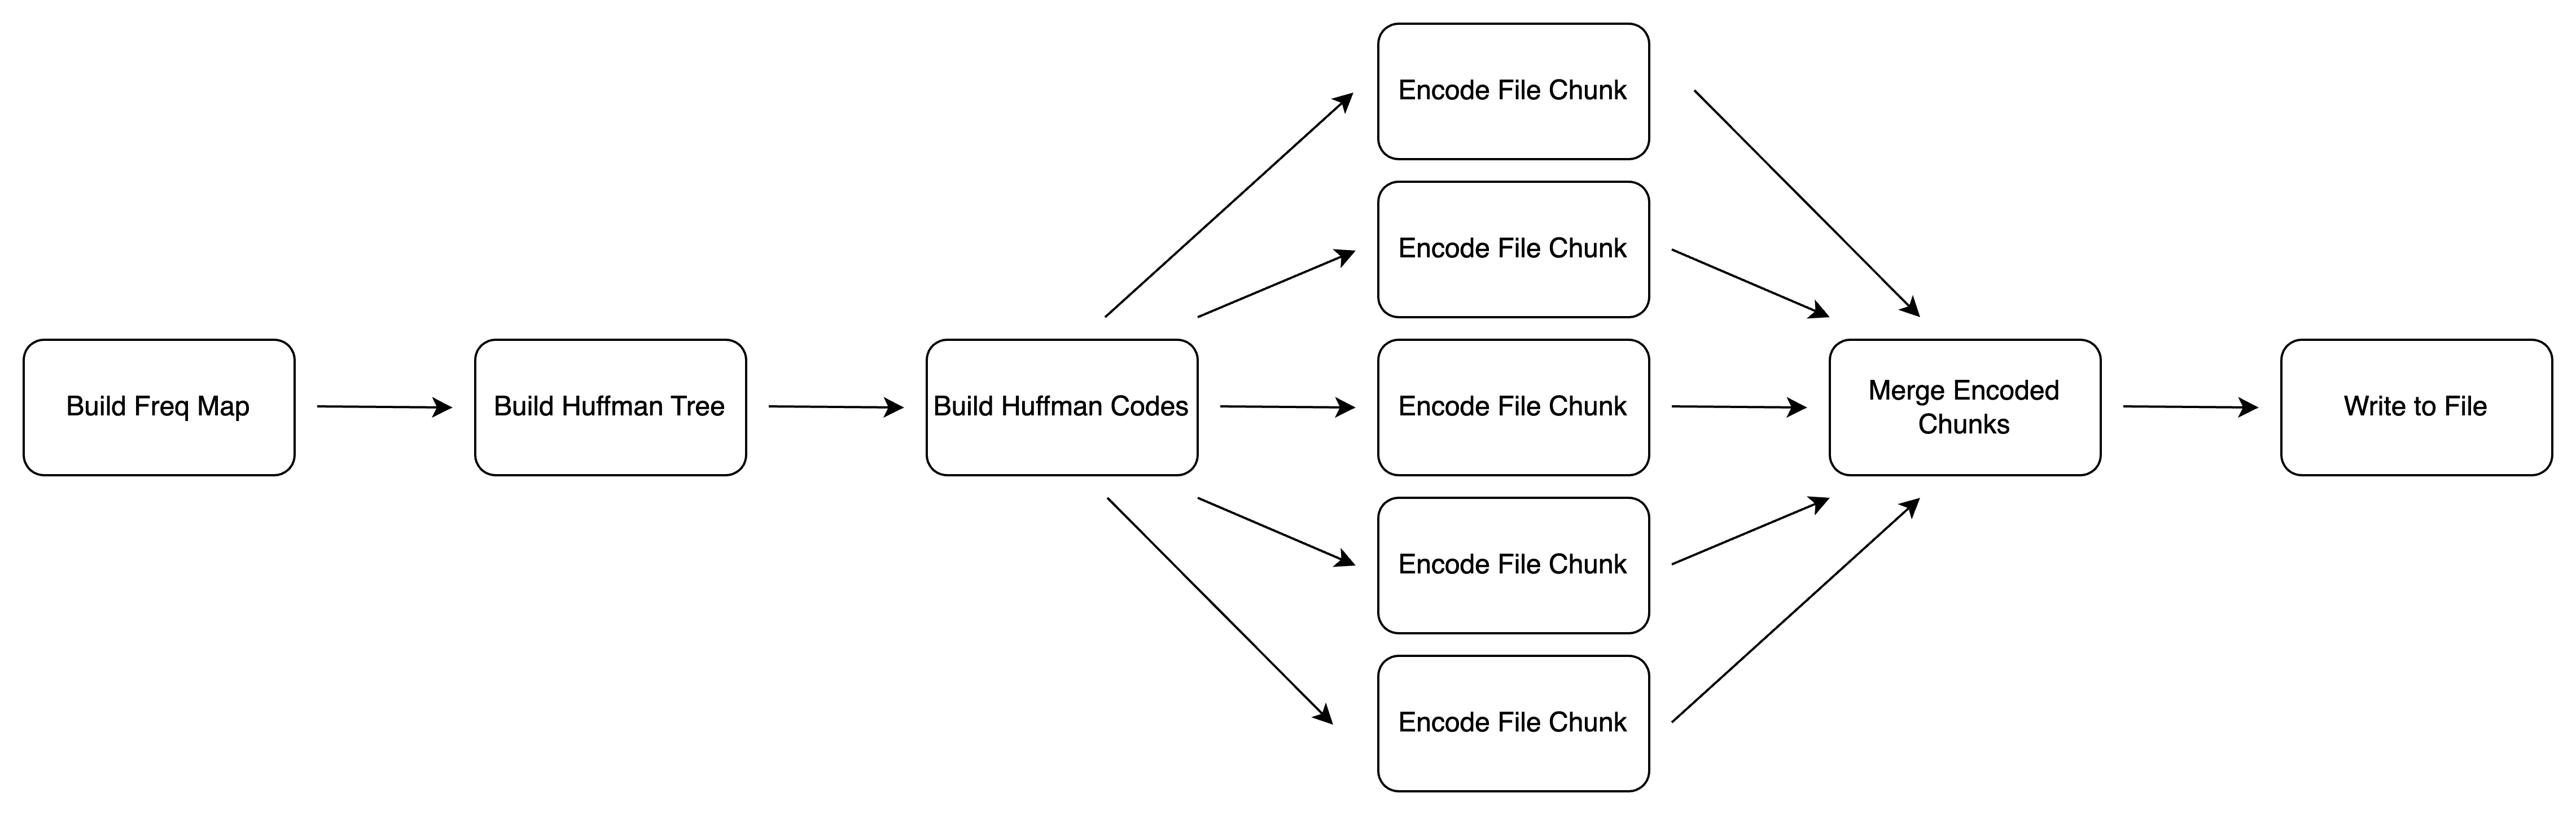 Build Freq Map
Build Huffman Tree
Build Huffman Codes
Encode File Chunk
Encode File Chunk
Encode File Chunk
Encode File Chunk
Encode File Chunk
Merge Encoded
Chunks
Write to File